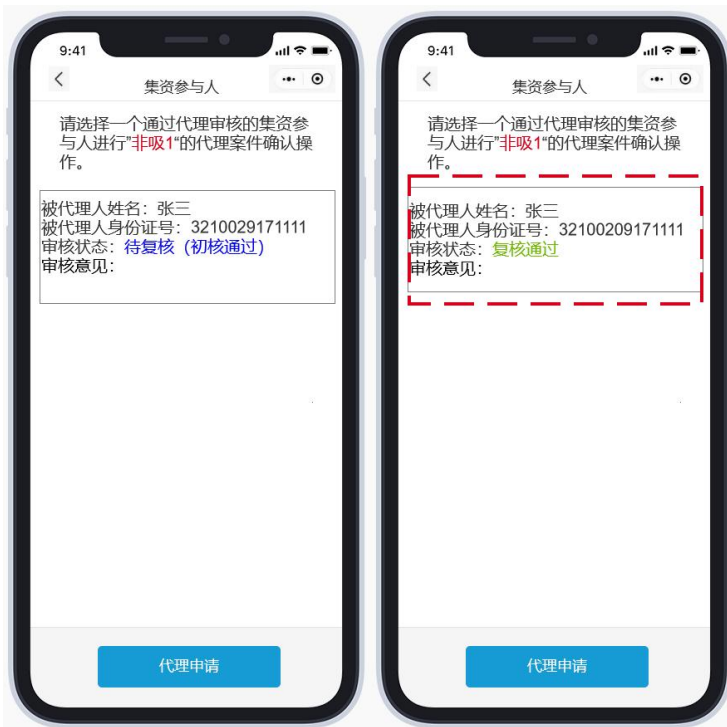 9:41
集资参与人
请选择一个通过代理审核的集资参
与人进行"非吸1“的代理案件确认操
作。
被代理人姓名：张三
被代理人身份证号：3210029171111
审核状态：待复核（初核通过）
审核意见：
代理申请
9:41
集资参与人
请选择一个通过代理审核的集资参
与人进行"非吸1“的代理案件确认操
作。
被代理人姓名：张三
被代理人身份证号：32100209171111
审核状态：复核通过
审核意见：
代理申请